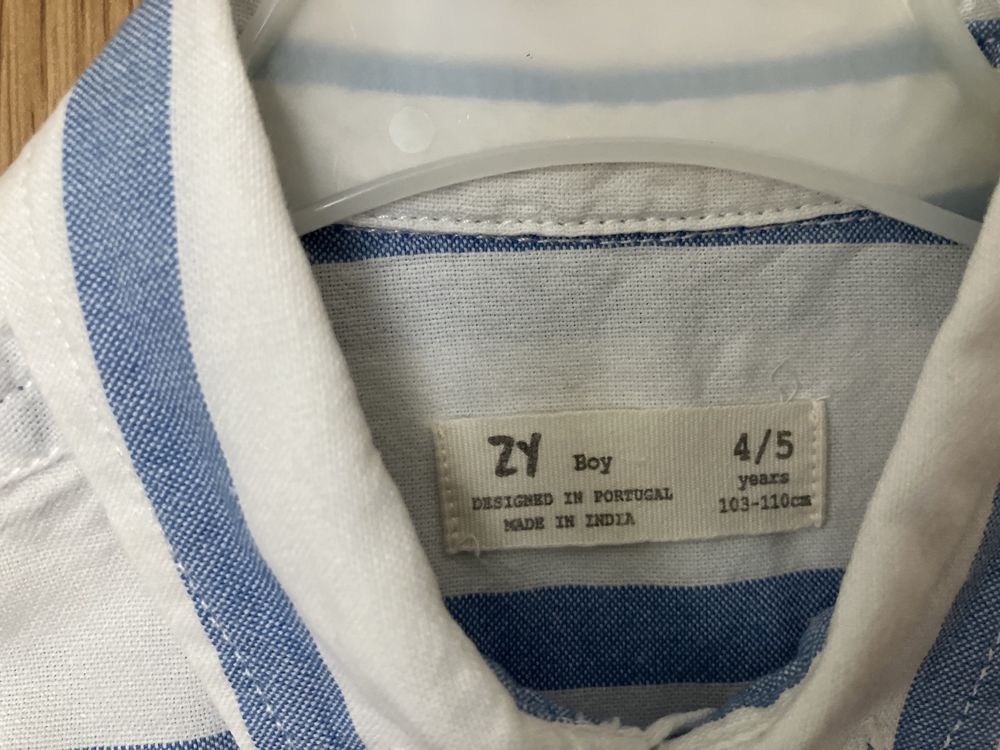 ZY Boy
DESIGNED IN PORTUGAL
MADE IN INDIA
4/5
years
103-110cm